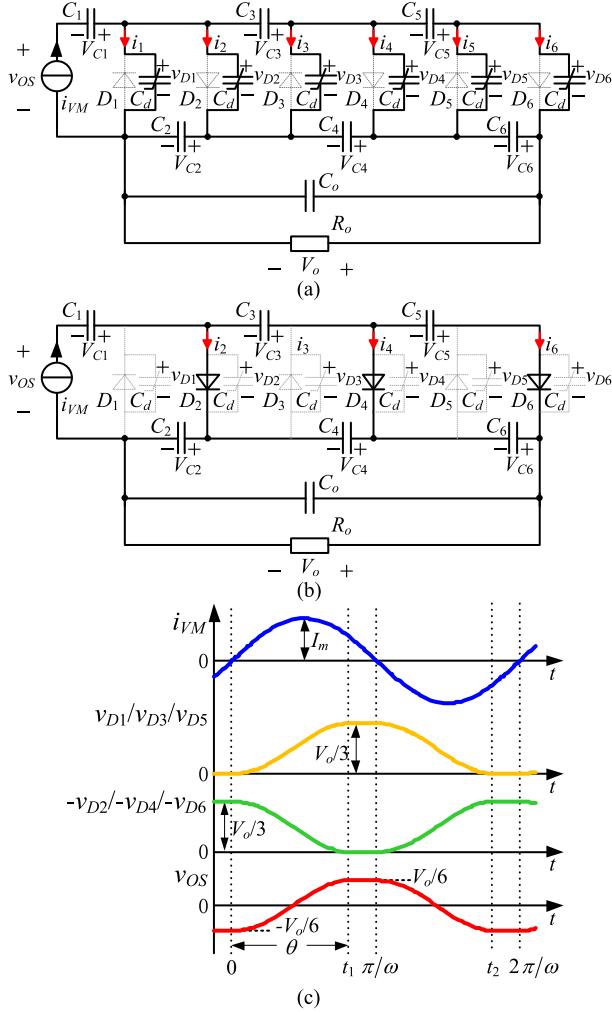 C1 C3 C5
+ − VC1 + i1 i2 − VC3 + i3 i4 − VC5 + i5 i6
vOS iVM D1 Cd vD1 D2 Cd vD2 D3 Cd vD3 D4 Cd vD4 D5 Cd vD5 D6 Cd vD6
− C2 C4 C6
− VC2 + − VC4 + − VC6 +
Co
Ro
− Vo +
(a)
C1 C3 C5
+ − VC1 + i2 − VC3 + i3 i4 − VC5 + i6
vOS iVM D1 Cd vD1 D2 Cd vD2 D3 Cd vD3 D4 Cd vD4 D5 Cd vD5 D6 Cd vD6
− C2 C4 C6
− VC2 + − VC4 + − VC6 +
Co
Ro
− Vo +
(b)
iVM
Im
0 t
vD1/vD3/vD5
Vo/3
0 t
-vD2/-vD4/-vD6
Vo/3
0 t
vOS
Vo/6
0 t
-Vo/6
θ
0 t1 π/ω t2 2π/ω
(c)